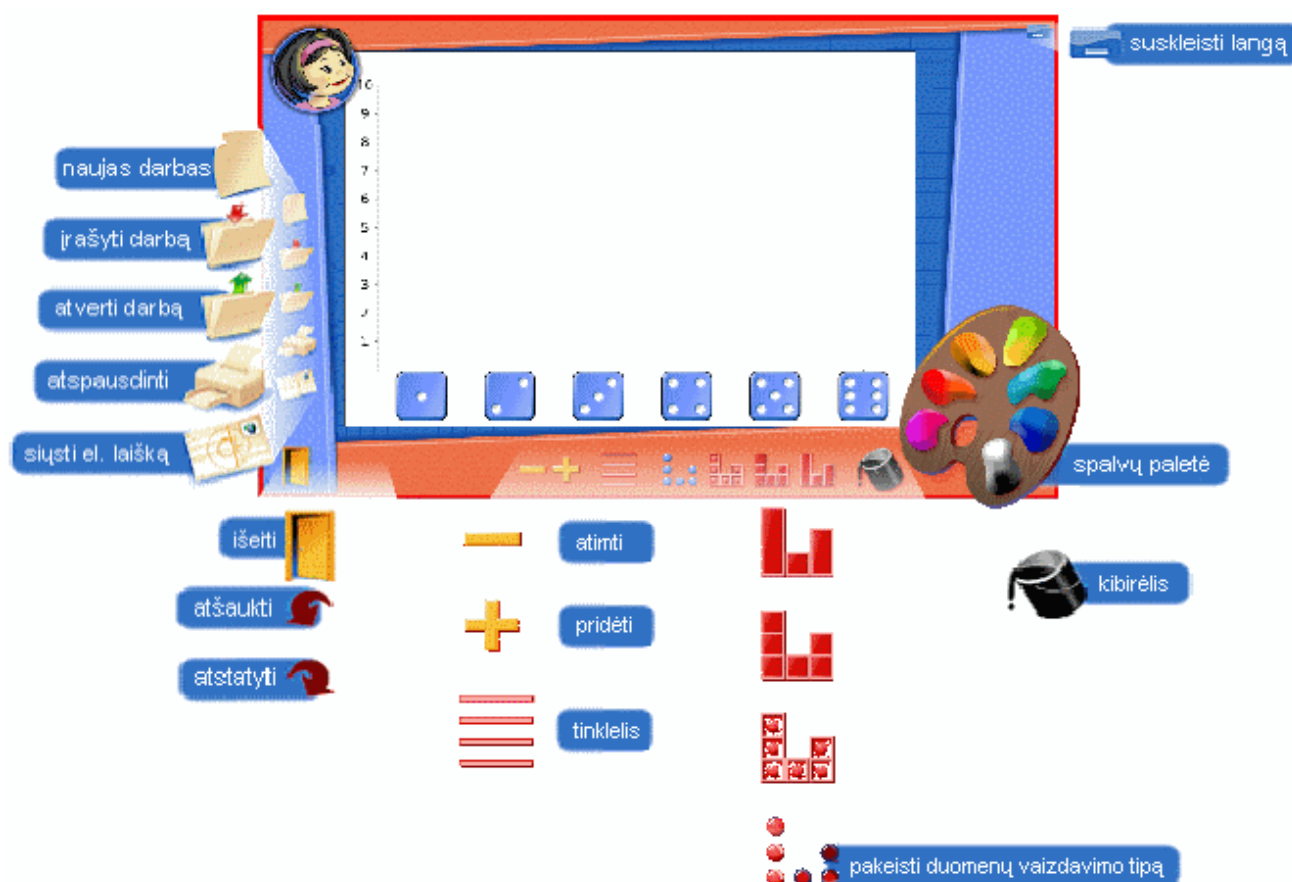 suskleisti langą
10
9
8
7
6
5
4
3
2
1
naujas darbas
įrašyti darbą
atverti darbą
atspausdinti
siųsti el. laišką
spalvų paletė
išeiti
atimti
kibirėlis
atšaukti
pridėti
atstatyti
tinklelis
pakeisti duomenų vaizdavimo tipą